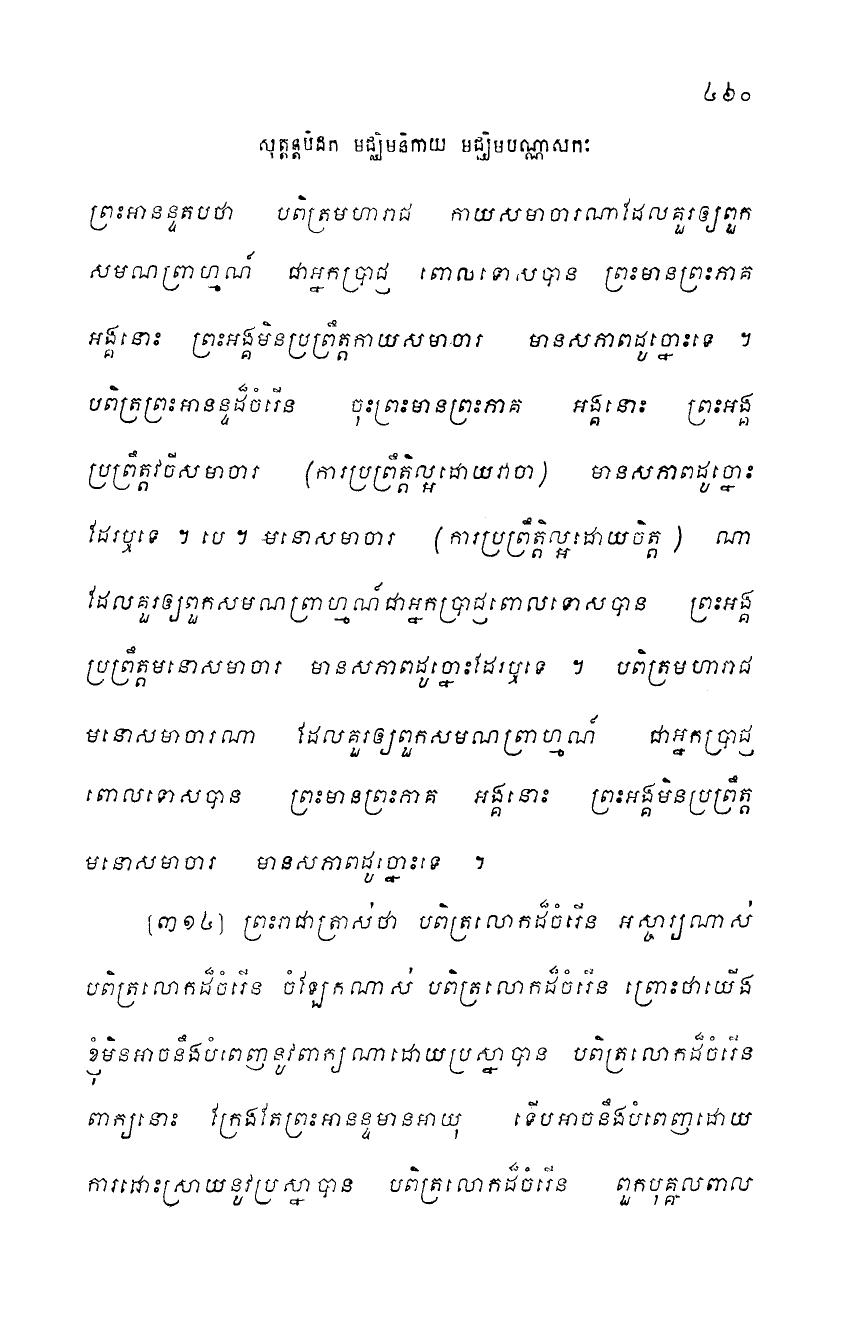 ៤៦០
សុត្តន្តបិដក មជ្ឈិមនិកាយ មជ្ឈិមបណ្ណាសកៈ
ព្រះអានន្ទតបថា បពិត្រមហារាជ កាយសមាចារណាដែលគួរឲ្យពួក
សមណព្រាហ្មណ៍ ជាអ្នកប្រាជ្ញ ពោលទោសបាន ព្រះមានព្រះភាគ
អង្គនោះ ព្រះអង្គមិនប្រព្រឹត្តកាយសមាចារ មានសភាពដូច្នោះទេ ។
បពិត្រព្រះអានន្ទដ៏ចំរើន ចុះព្រះមានព្រះភាគ អង្គនោះ ព្រះអង្គ
ប្រព្រឹត្តវចីសមាចារ (ការប្រព្រឹត្តិល្អដោយវាចា) មានសភាពដូច្នោះ
ដែរឬទេ ។ បេ ។ មនោសមាចារ (ការប្រព្រឹត្តិល្អដោយចិត្ត) ណា
ដែលគួរឲ្យពួកសមណព្រាហ្មណ៍ជាអ្នកប្រាជ្ញពោលទោសបាន ព្រះអង្គ
ប្រព្រឹត្តមនោសមាចារ មានសភាពដូច្នោះដែរឬទេ ។ បពិត្រមហារាជ
មនោសមាចារណា ដែលគួរឲ្យពួកសមណព្រាហ្មណ៍ ជាអ្នកប្រាជ្ញ
ពោលទោសបាន ព្រះមានព្រះភាគ អង្គនោះ ព្រះអង្គមិនប្រព្រឹត្ត
មនោសមាចារ មានសភាពដូច្នោះទេ ។
[៣១៤] ព្រះរាជាត្រាស់ថា បពិត្រលោកដ៏ចំរើន អស្ចារ្យណាស់
បពិត្រលោកដ៏ចំរើន ចំឡែកណាស់ បពិត្រលោកដ៏ចំរើន ព្រោះថាយើង
ខ្ញុំមិនអាចនឹងបំពេញនូវពាក្យណាដោយប្រស្នាបាន បពិត្រលោកដ៏ចំរើន
ពាក្យនោះ ក្រែងតែព្រះអានន្ទមានអាយុ ទើបអាចនឹងបំពេញដោយ
ការដោះស្រាយនូវប្រស្នាបាន បពិត្រលោកដ៏ចំរើន ពួកបុគ្គលពាល